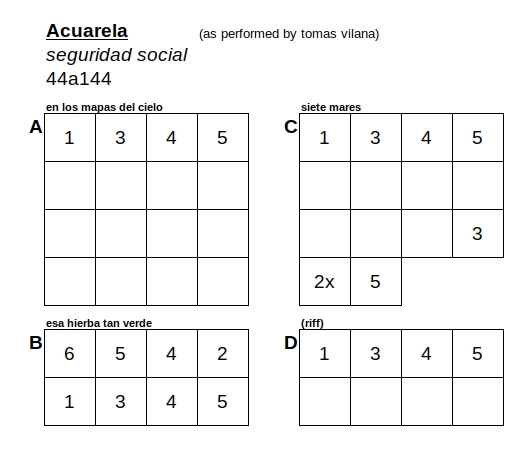 Acuarela (as performed by tomas vilana)
seguridad social
44a144
en los mapas del cielo
A 1 3 4 5
siete mares
C 1 3 4 5
3
2x 5
esa hierba tan verde
B 6 5 4 2
1 3 4 5
(riff)
D 1 3 4 5